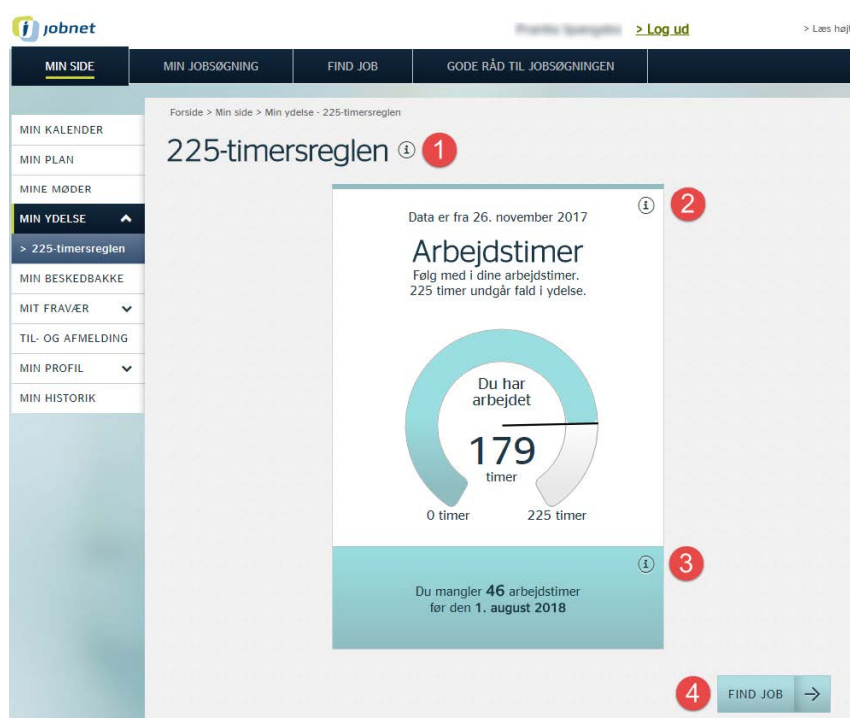 jobnet
> Log ud
> Læs højt
MIN SIDE
MIN JOBSØGNING
FIND JOB
GODE RÅD TIL JOBSØGNINGEN
Forside > Min side > Min ydelse - 225-timersreglen
MIN KALENDER
MIN PLAN
MINE MØDER
MIN YDELSE
> 225-timersreglen
MIN BESKEDBAKKE
MIT FRAVÆR
TIL- OG AFMELDING
MIN PROFIL
MIN HISTORIK
225-timersreglen i 1
i 2
Data er fra 26. november 2017
Arbejdstimer
Følg med i dine arbejdstimer.
225 timer undgår fald i ydelse.
Du har
arbejdet
179
timer
0 timer
225 timer
i 3
Du mangler 46 arbejdstimer
før den 1. august 2018
4
FIND JOB